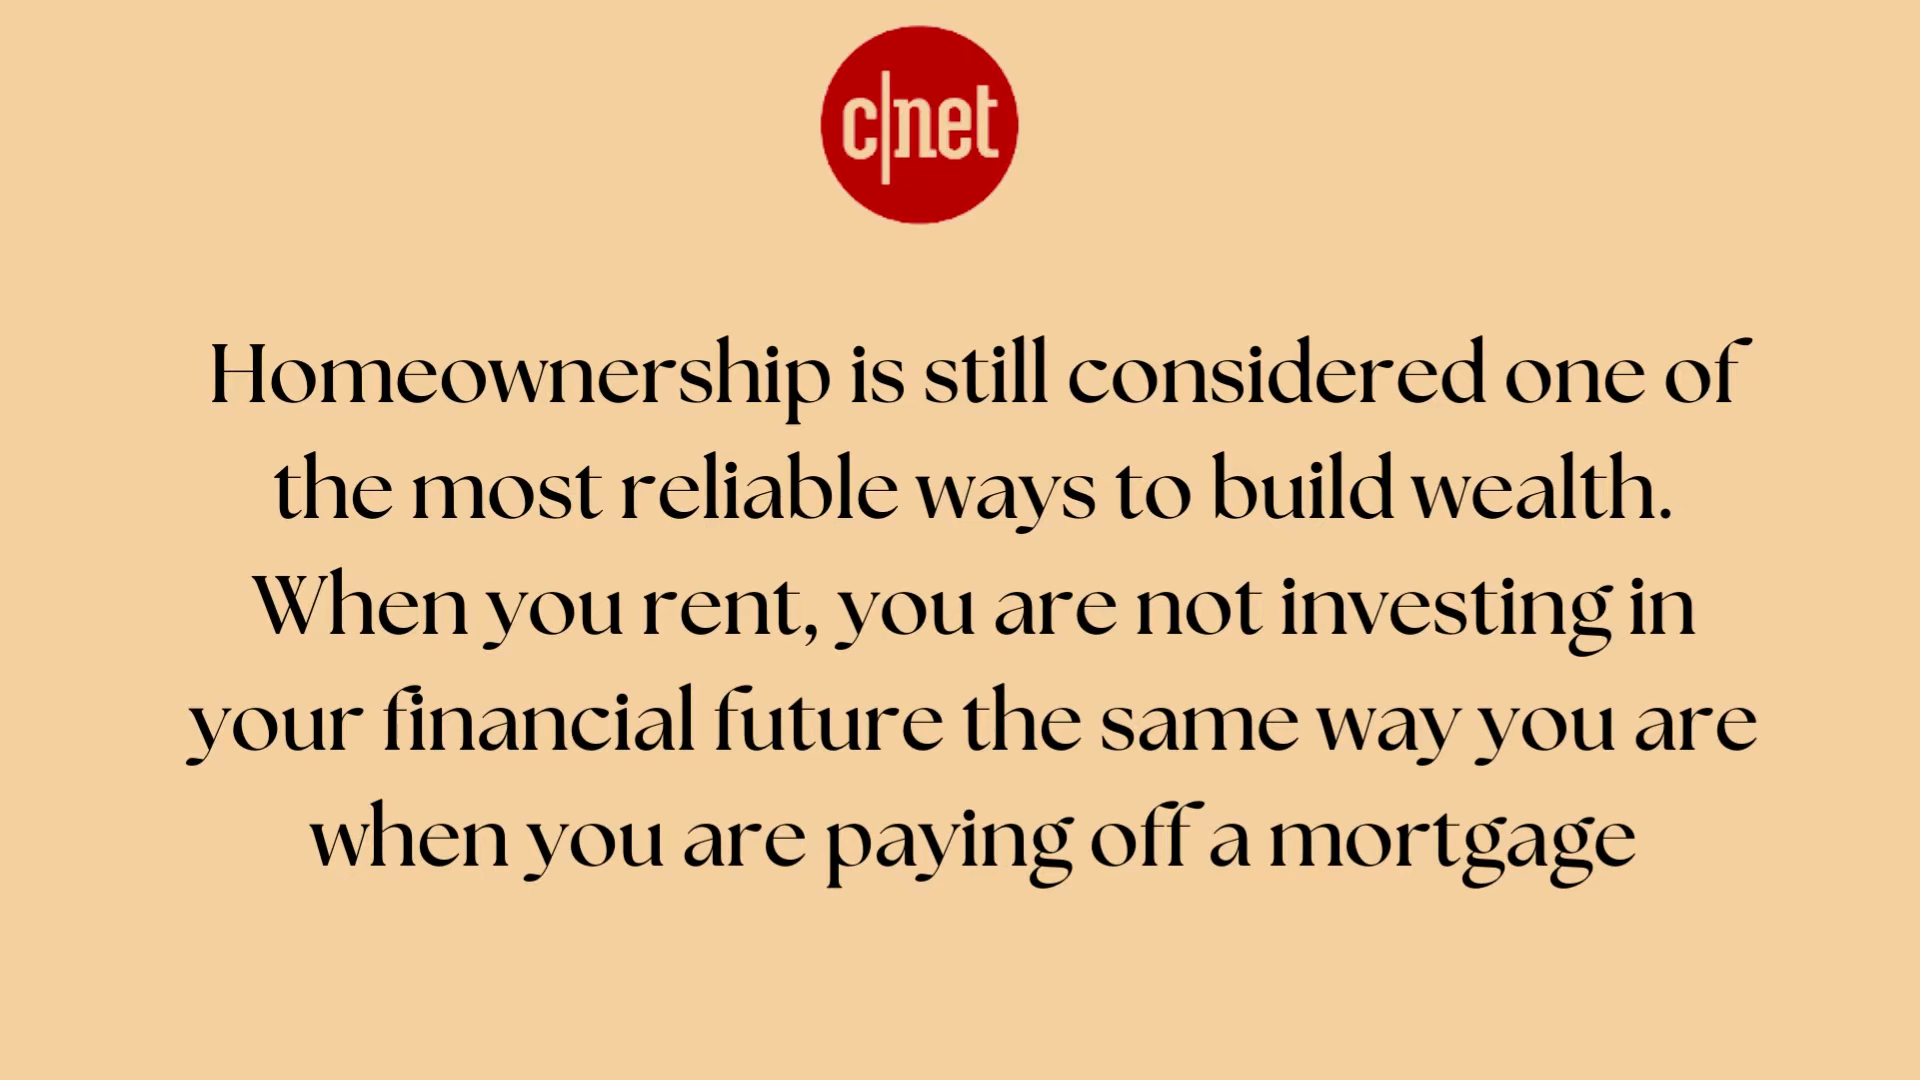 c|net
Homeownership is still considered one of
the most reliable ways to build wealth.
When you rent, you are not investing in
your financial future the same way you are
when you are paying off a mortgage